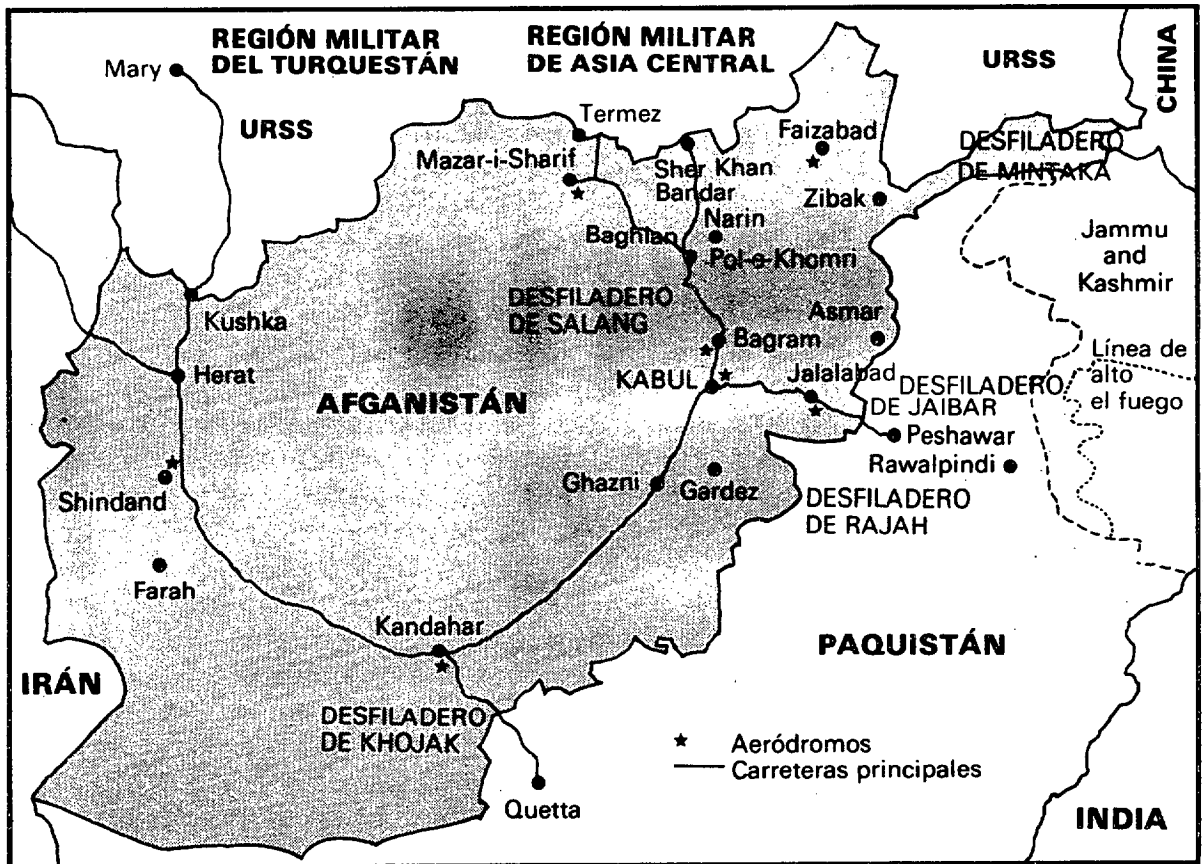 REGIÓN MILITAR
DEL TURQUESTÁN
REGIÓN MILITAR
DE ASIA CENTRAL
URSS
CHINA
Mary
URSS
Termez
Faizabad
DESFILADERO
DE MINTAKA
Mazar-i-Sharif
Sher Khan
Bandar
Zibak
Narin
Baghlan
Pol-e-Khomri
Jammu
and
Kashmir
Kushka
DESFILADERO
DE SALANG
Asmar
Bagram
Línea de
alto
el fuego
Herat
AFGANISTÁN
KABUL
Jalalabad
DESFILADERO
DE JAIBAR
Peshawar
Rawalpindi
Shindand
Ghazni
Gardez
DESFILADERO
DE RAJAH
Farah
Kandahar
PAQUISTÁN
IRÁN
DESFILADERO
DE KHOJAK
Aeródromos
Carreteras principales
Quetta
INDIA